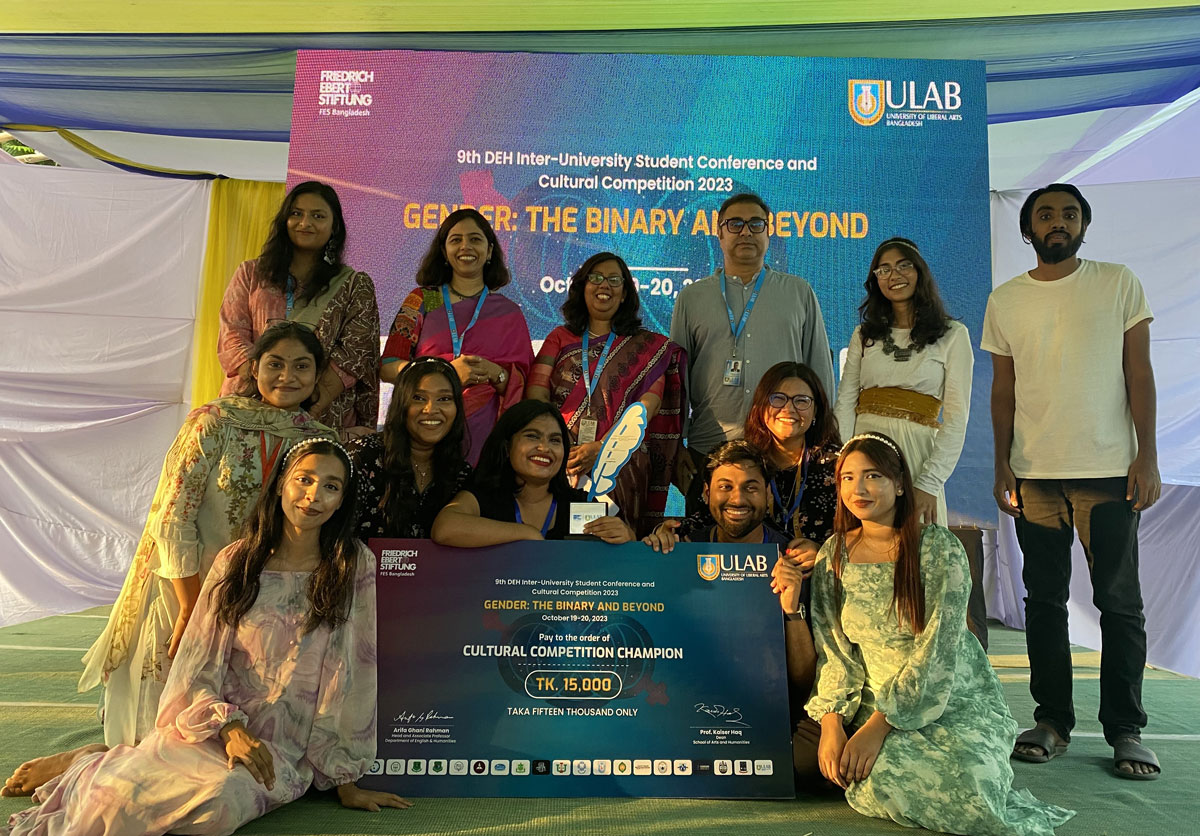 FRIEDRICH
EBERT
STIFTUNG
FES Bangladesh
ULAB
UNIVERSITY OF LIBERAL ARTS
BANGLADESH
9th DEH Inter-University Student Conference and
Cultural Competition 2023
GENDER: THE BINARY AND BEYOND
FRIEDRICH
EBERT
STIFTUNG
FES Bangladesh
ULAB
UNIVERSITY OF LIBERAL ARTS
BANGLADESH
9th DEH Inter-University Student Conference and
Cultural Competition 2023
GENDER: THE BINARY AND BEYOND
October 19-20, 2023
Pay to the order of
CULTURAL COMPETITION CHAMPION
TK. 15,000
TAKA FIFTEEN THOUSAND ONLY
Arifa Ghani Rahman
Head and Associate Professor
Department of English & Humanities
Prof. Kaiser Haq
Dean
School of Arts and Humanities